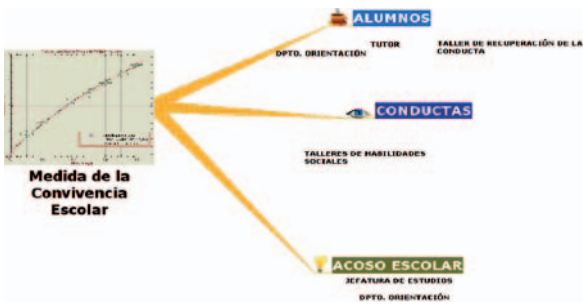 ALUMNOS
TUTOR
TALLER DE RECUPERACIÓN DE LA
CONDUCTA
DPTO. ORIENTACIÓN
CONDUCTAS
TALLERES DE HABILIDADES
SOCIALES
Medida de la
Convivencia
Escolar
ACOSO ESCOLAR
JEFATURA DE ESTUDIOS
DPTO. ORIENTACIÓN